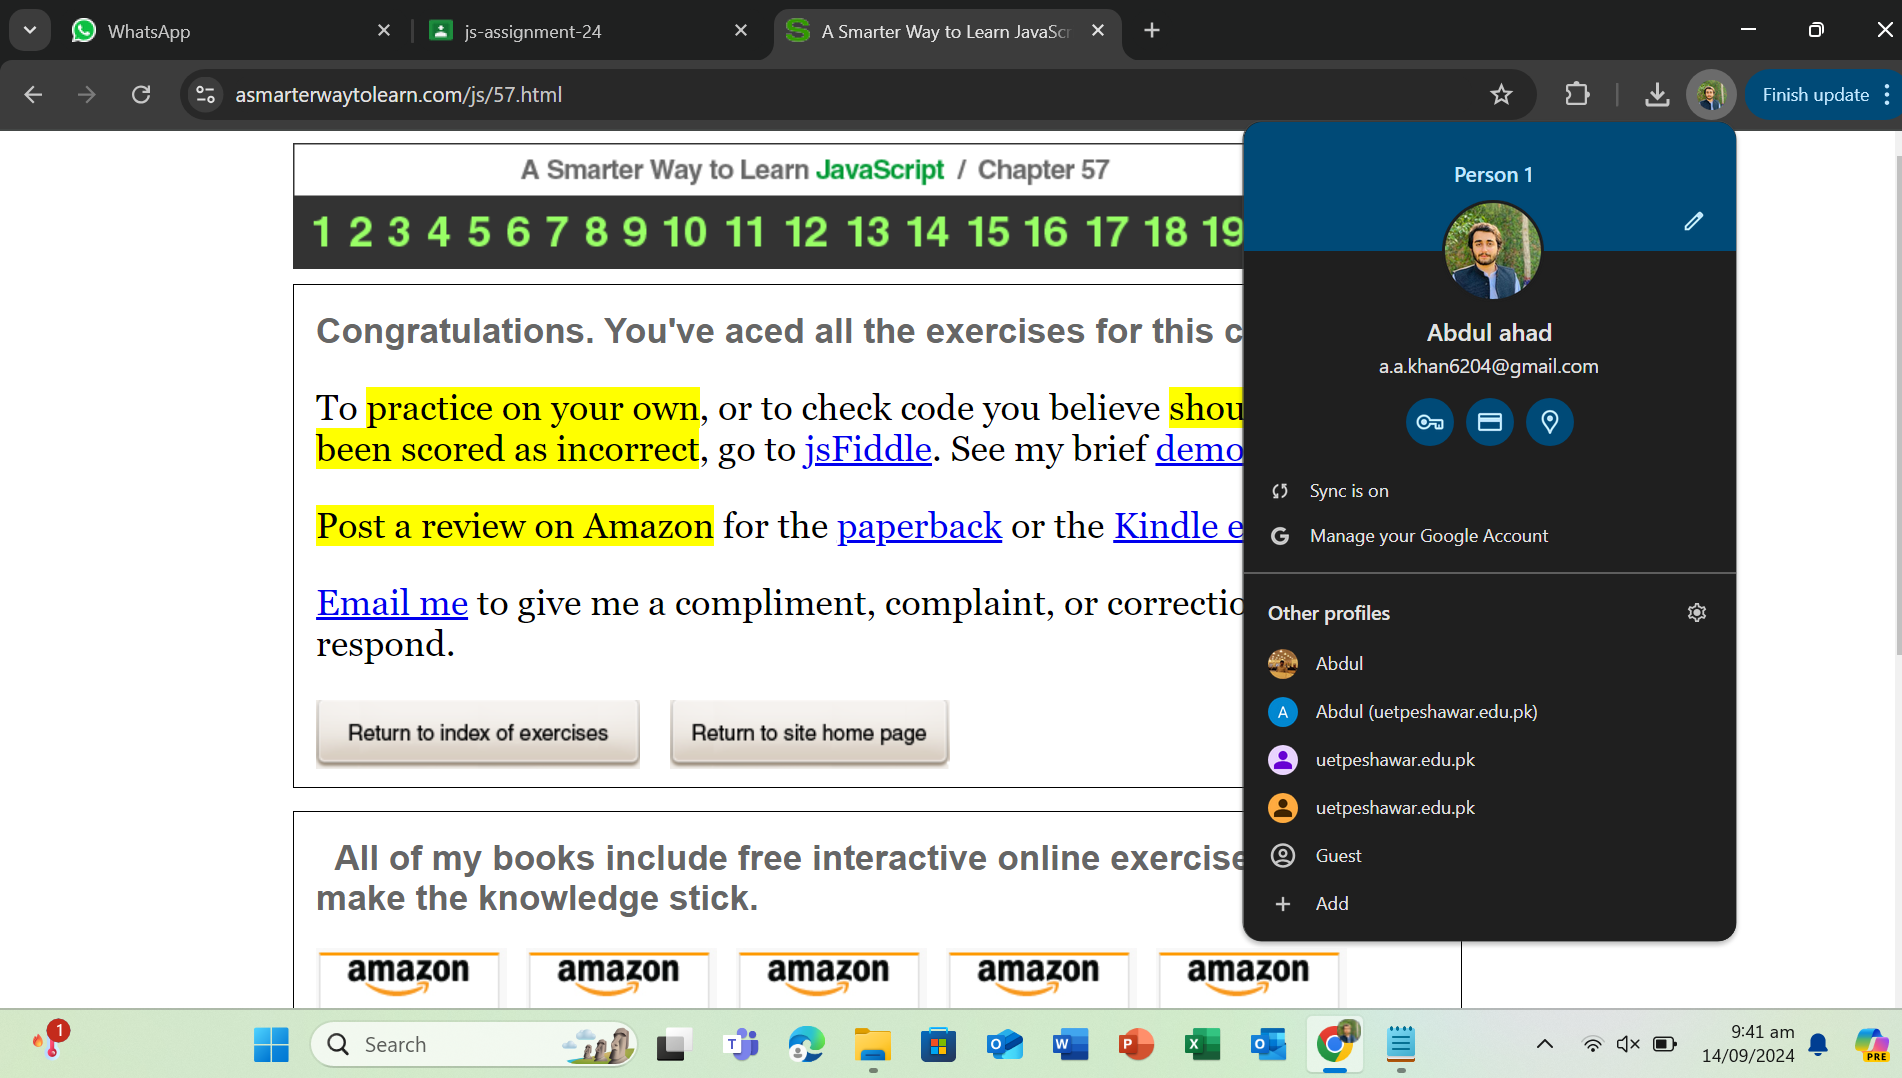 WhatsApp
js-assignment-24
A Smarter Way to Learn JavaScr
asmarterwaytolearn.com/js/57.html
Finish update
A Smarter Way to Learn JavaScript / Chapter 57
1 2 3 4 5 6 7 8 9 10 11 12 13 14 15 16 17 18 19
Congratulations. You've aced all the exercises for this c
To practice on your own, or to check code you believe shou
been scored as incorrect, go to jsFiddle. See my brief demo
Post a review on Amazon for the paperback or the Kindle e
Email me to give me a compliment, complaint, or correctio
respond.
Return to index of exercises
Return to site home page
All of my books include free interactive online exercise
make the knowledge stick.
amazon amazon amazon amazon amazon
Person 1
Abdul ahad
a.a.khan6204@gmail.com
Sync is on
G Manage your Google Account
Other profiles
Abdul
A Abdul (uetpeshawar.edu.pk)
uetpeshawar.edu.pk
uetpeshawar.edu.pk
Guest
Add
1
Search
9:41 am
14/09/2024
PRE